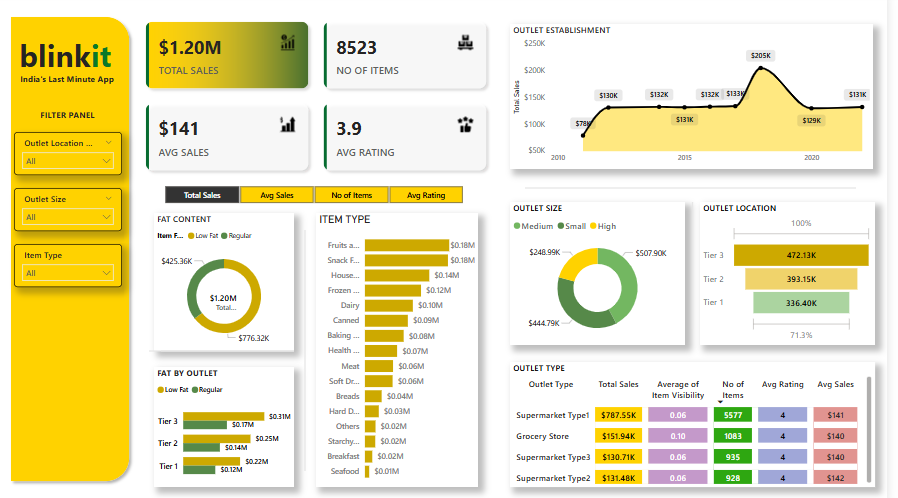 blinkit
India's Last Minute App
FILTER PANEL
Outlet Location ...
All
Outlet Size
All
Item Type
All
$1.20M
TOTAL SALES
8523
NO OF ITEMS
$141
AVG SALES
3.9
AVG RATING
Total Sales
Avg Sales
No of Items
Avg Rating
FAT CONTENT
Item F... Low Fat Regular
$425.36K
$1.20M
Total...
$776.32K
FAT BY OUTLET
Low Fat Regular
Tier 3 $0.31M
$0.17M
Tier 2 $0.25M
$0.14M
Tier 1 $0.22M
$0.12M
ITEM TYPE
Fruits a... $0.18M
Snack F... $0.18M
House... $0.14M
Frozen ... $0.12M
Dairy $0.10M
Canned $0.09M
Baking ... $0.08M
Health ... $0.07M
Meat $0.06M
Soft Dr... $0.06M
Breads $0.04M
Hard D... $0.03M
Others $0.02M
Starchy... $0.02M
Breakfast $0.02M
Seafood $0.01M
OUTLET ESTABLISHMENT
Total Sales
$250K
$200K
$150K
$100K
$50K
$78K
$130K
$132K
$131K
$132K
$133K
$205K
$129K
$131K
2010 2015 2020
OUTLET SIZE
Medium Small High
$248.99K
$507.90K
$444.79K
OUTLET LOCATION
100%
Tier 3 472.13K
Tier 2 393.15K
Tier 1 336.40K
71.3%
OUTLET TYPE
Outlet Type Total Sales Average of Item Visibility No of Items Avg Rating Avg Sales
Supermarket Type1 $787.55K 0.06 5577 4 $141
Grocery Store $151.94K 0.10 1083 4 $140
Supermarket Type3 $130.71K 0.06 935 4 $140
Supermarket Type2 $131.48K 0.06 928 4 $142